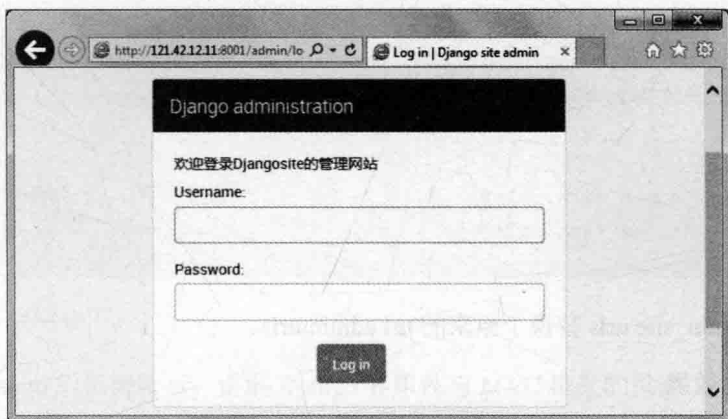 http://121.42.12.11:8001/admin/lo
Log in | Django site admin
Django administration
欢迎登录Djangosite的管理网站
Username:
Password:
Log in